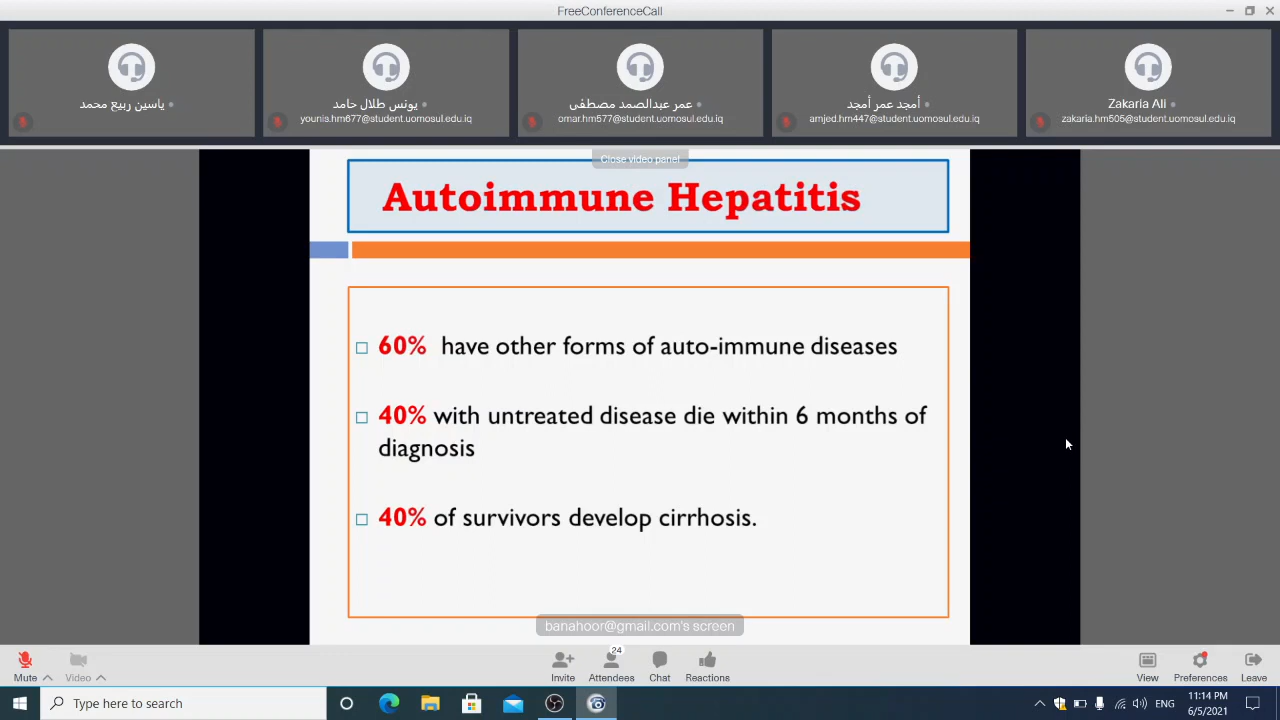 FreeConferenceCall
ياسين ربيع محمد
يونس طلال حامد
younis.hm677@student.uomosul.edu.iq
عمر عبدالصمد مصطفى
omar.hm577@student.uomosul.edu.iq
أمجد عمر أمجد
amjed.hm447@student.uomosul.edu.iq
Zakaria Ali
zakaria.hm505@student.uomosul.edu.iq
Close video panel
Autoimmune Hepatitis
60% have other forms of auto-immune diseases
40% with untreated disease die within 6 months of
diagnosis
40% of survivors develop cirrhosis.
banahoor@gmail.com's screen
Mute
Video
Invite
24
Attendees
Chat
Reactions
View
Preferences
Leave
Type here to search
ENG
11:14 PM
6/5/2021